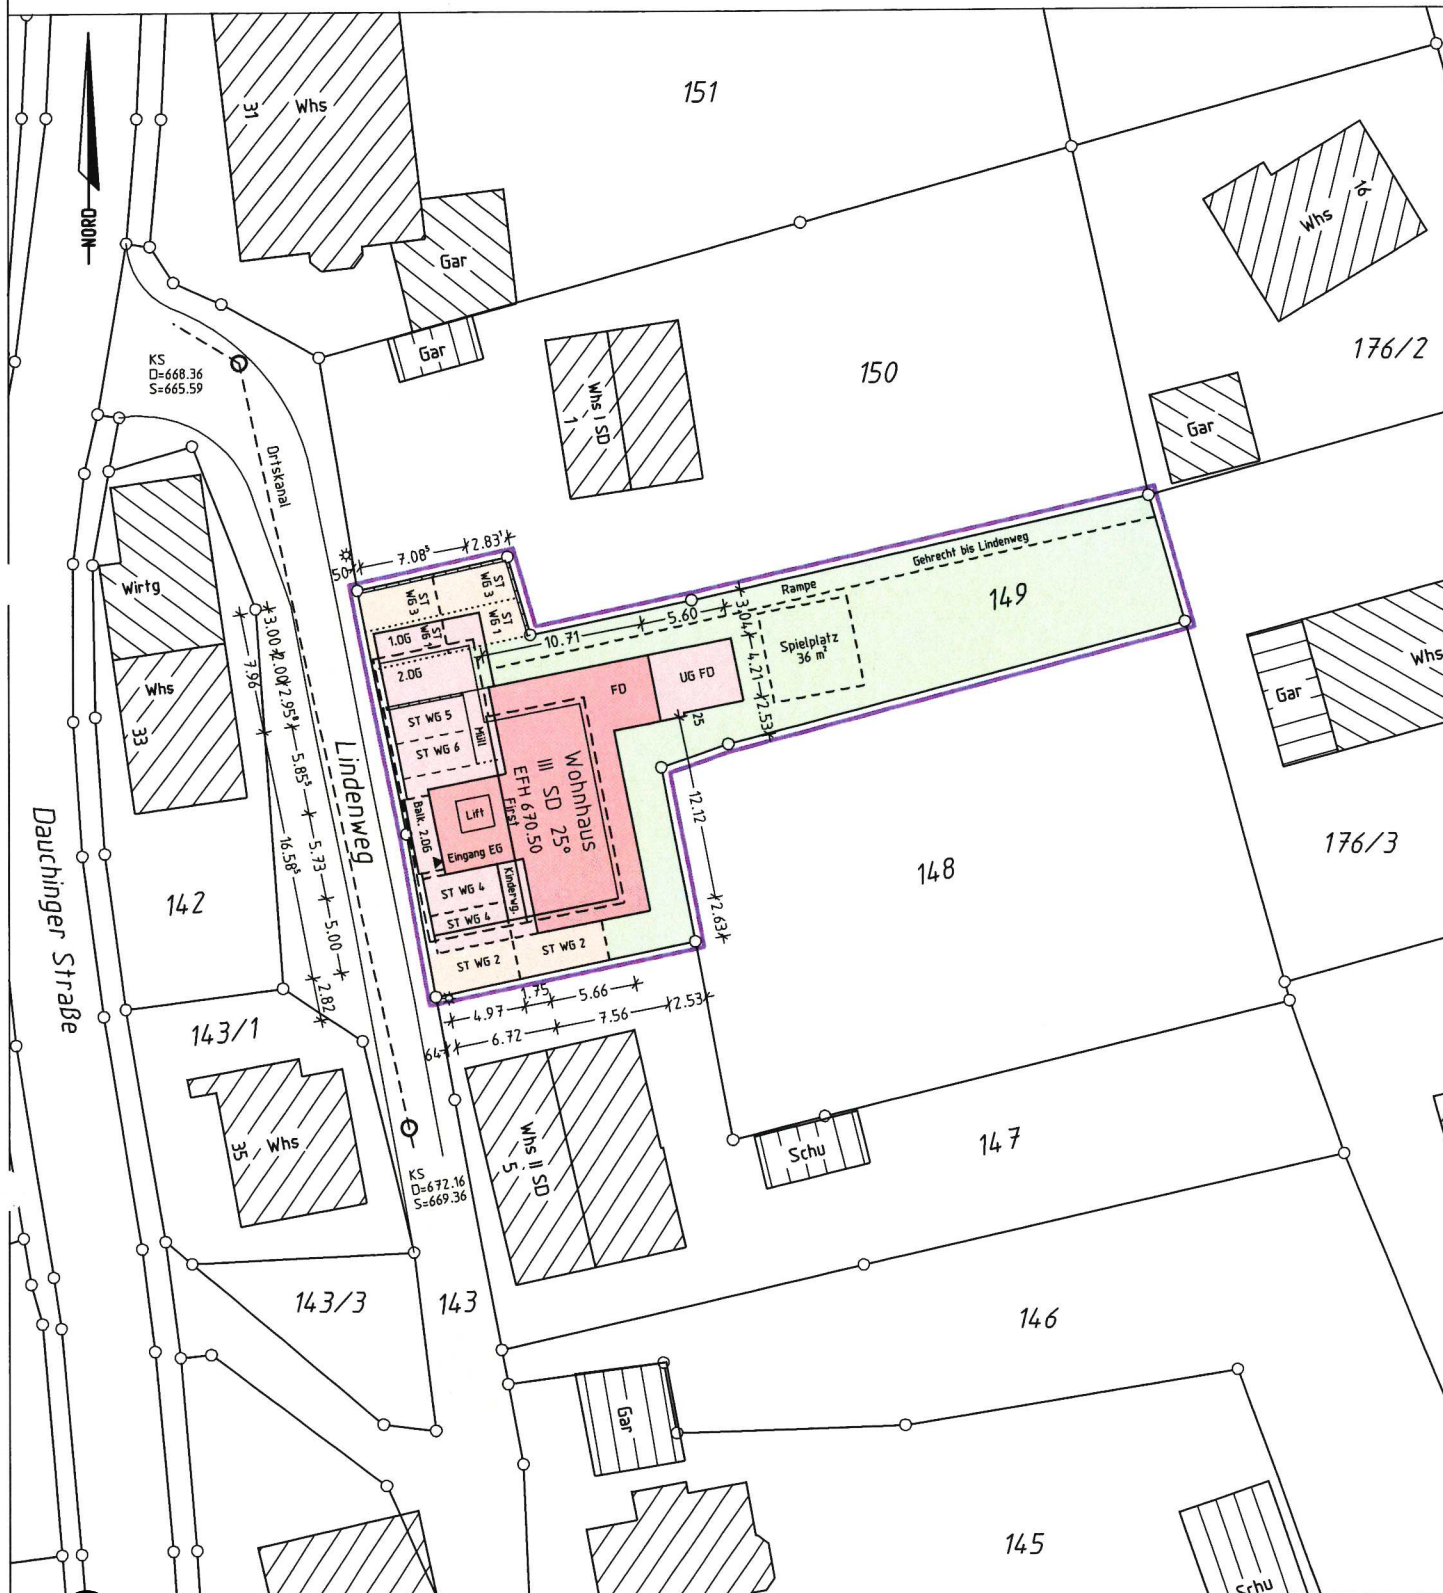 151
31
Whs
Gar
Gar
NORD
16
Whs
176/2
KS
D=668.36
S=665.59
150
Whs I SD
1
Gar
Ortskanal
Wirtg
7.08⁵
2.83¹
50
ST
WG 3
ST
WG 3
ST
WG 1
ST
WG 1
1.OG
2.OG
10.71
5.60
3.04
4.21
2.53
Rampe
Gehrecht bis Lindenweg
149
Spielplatz
36 m²
FD
UG FD
25
Whs
33
7.96
3.00
2.00
2.95⁸
5.85⁵
5.73
5.00
16.58⁵
2.82
Lindenweg
ST WG 5
ST WG 6
Müll
Wohnhaus
III SD 25°
EFH 670.50
First
Lift
Balk. 2.OG
Eingang EG
ST WG 4
ST WG 4
Kinderwg.
ST WG 2
ST WG 2
12.12
2.63
Gar
Whs
176/3
148
142
Dauchinger Straße
143/1
4.97
1.75
5.66
64
6.72
7.56
2.53
35
Whs
Whs II SD
5
KS
D=672.16
S=669.36
Schu
147
143/3
143
146
Gar
145
Schu